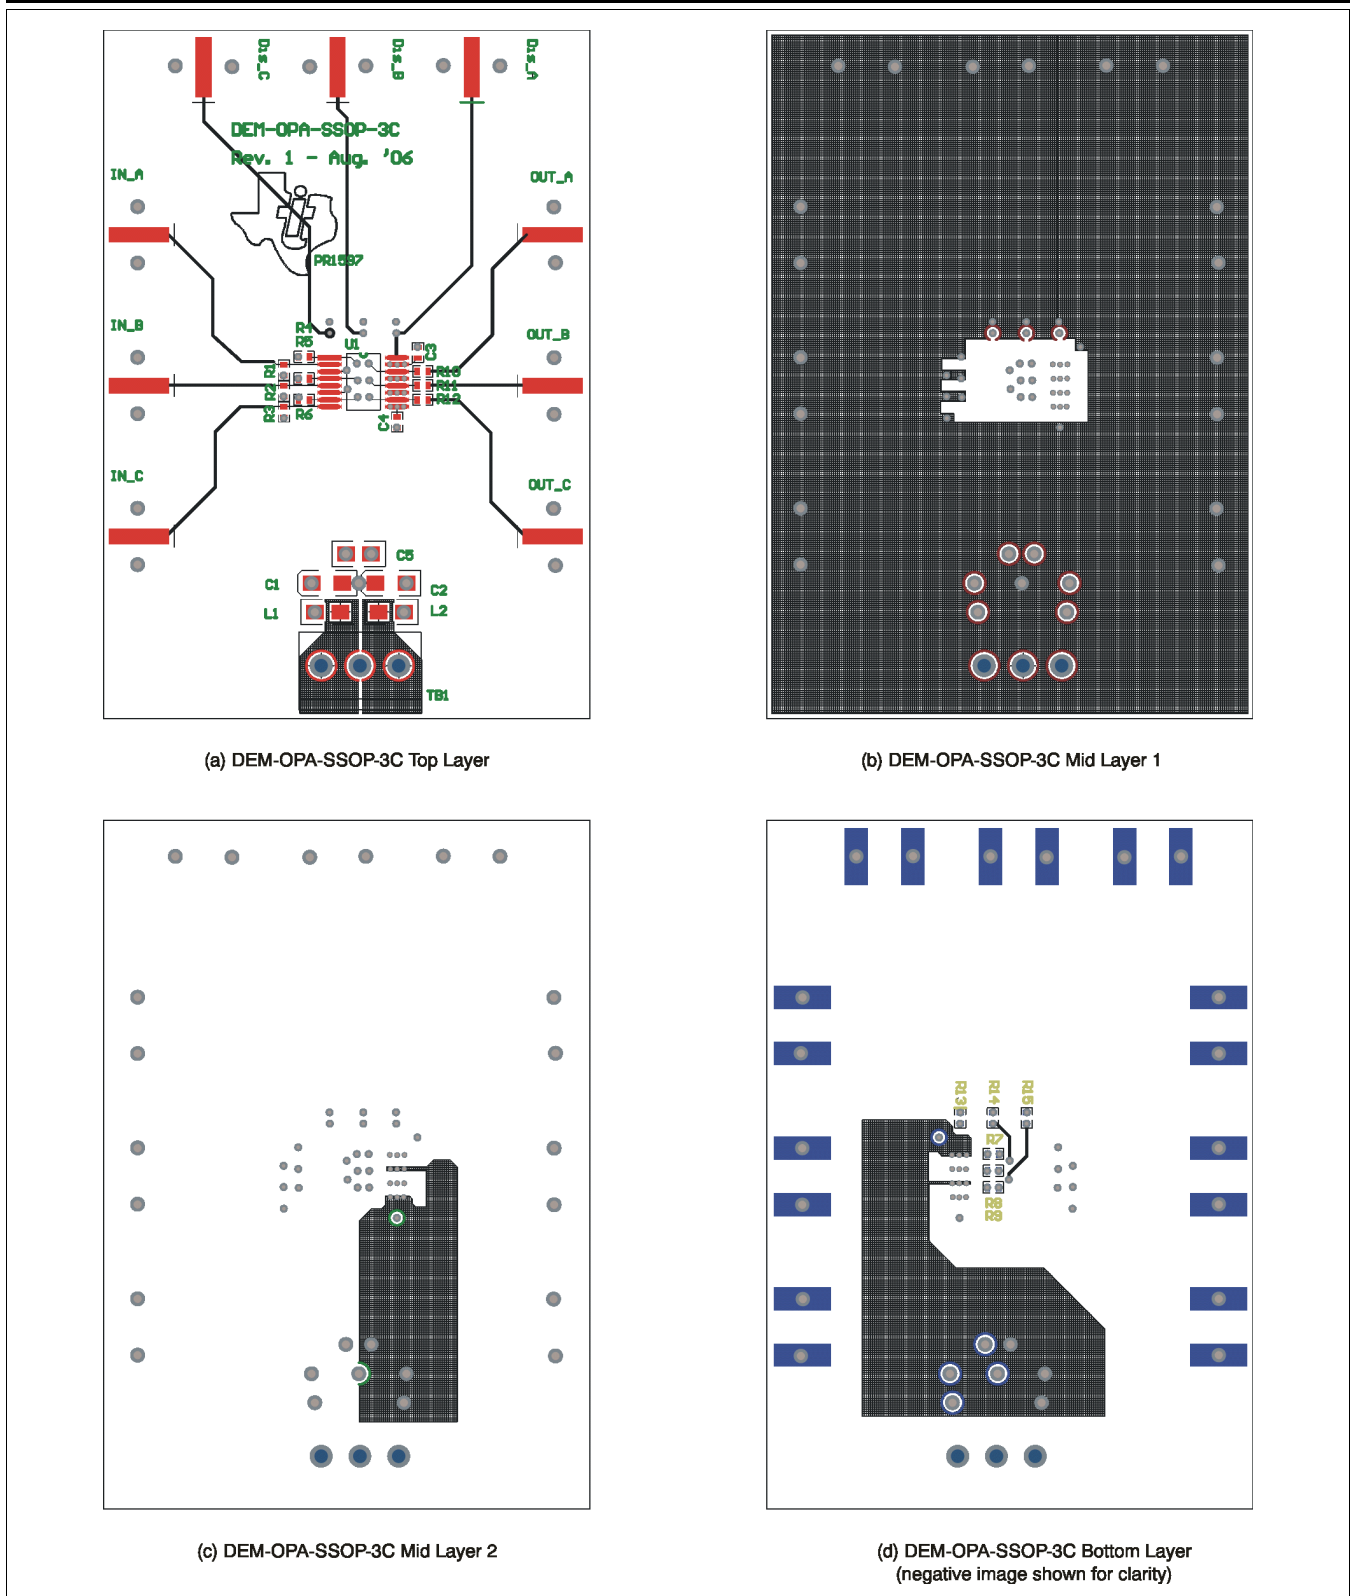 Dis_C
Dis_B
Dis_A
DEM-OPA-SSOP-3C
Rev. 1 - Aug. '06
IN_A
OUT_A
PR1587
IN_B
OUT_B
R4
R5
U1
C3
R1
R10
R2
R11
R3
R6
R12
C4
IN_C
OUT_C
C5
C1
C2
L1
L2
TB1
(a) DEM-OPA-SSOP-3C Top Layer
(b) DEM-OPA-SSOP-3C Mid Layer 1
R13
R14
R15
R7
R8
R9
(c) DEM-OPA-SSOP-3C Mid Layer 2
(d) DEM-OPA-SSOP-3C Bottom Layer
(negative image shown for clarity)